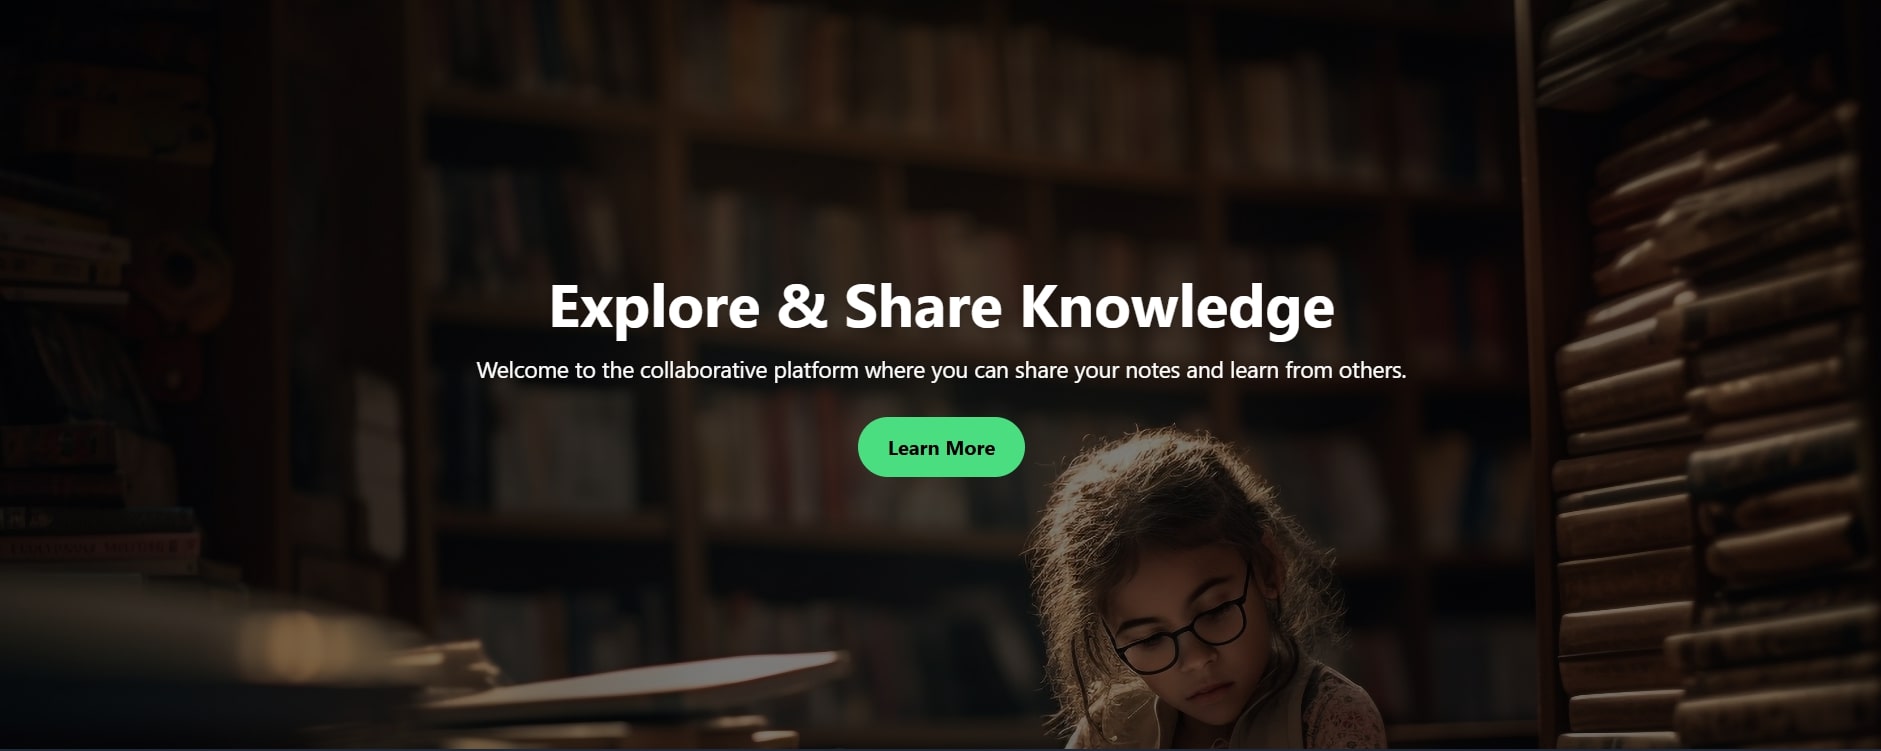 Explore & Share Knowledge
Welcome to the collaborative platform where you can share your notes and learn from others.
Learn More